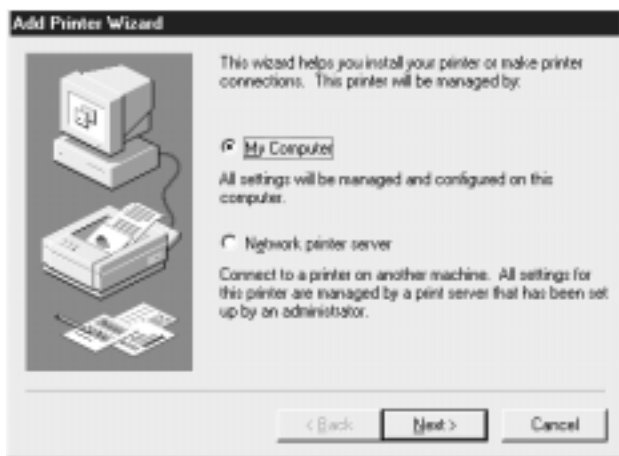 Add Printer Wizard
This wizard helps you install your printer or make printer
connections. This printer will be managed by:
My Computer
All settings will be managed and configured on this
computer.
Network printer server
Connect to a printer on another machine. All settings for
this printer are managed by a print server that has been set
up by an administrator.
< Back
Next >
Cancel